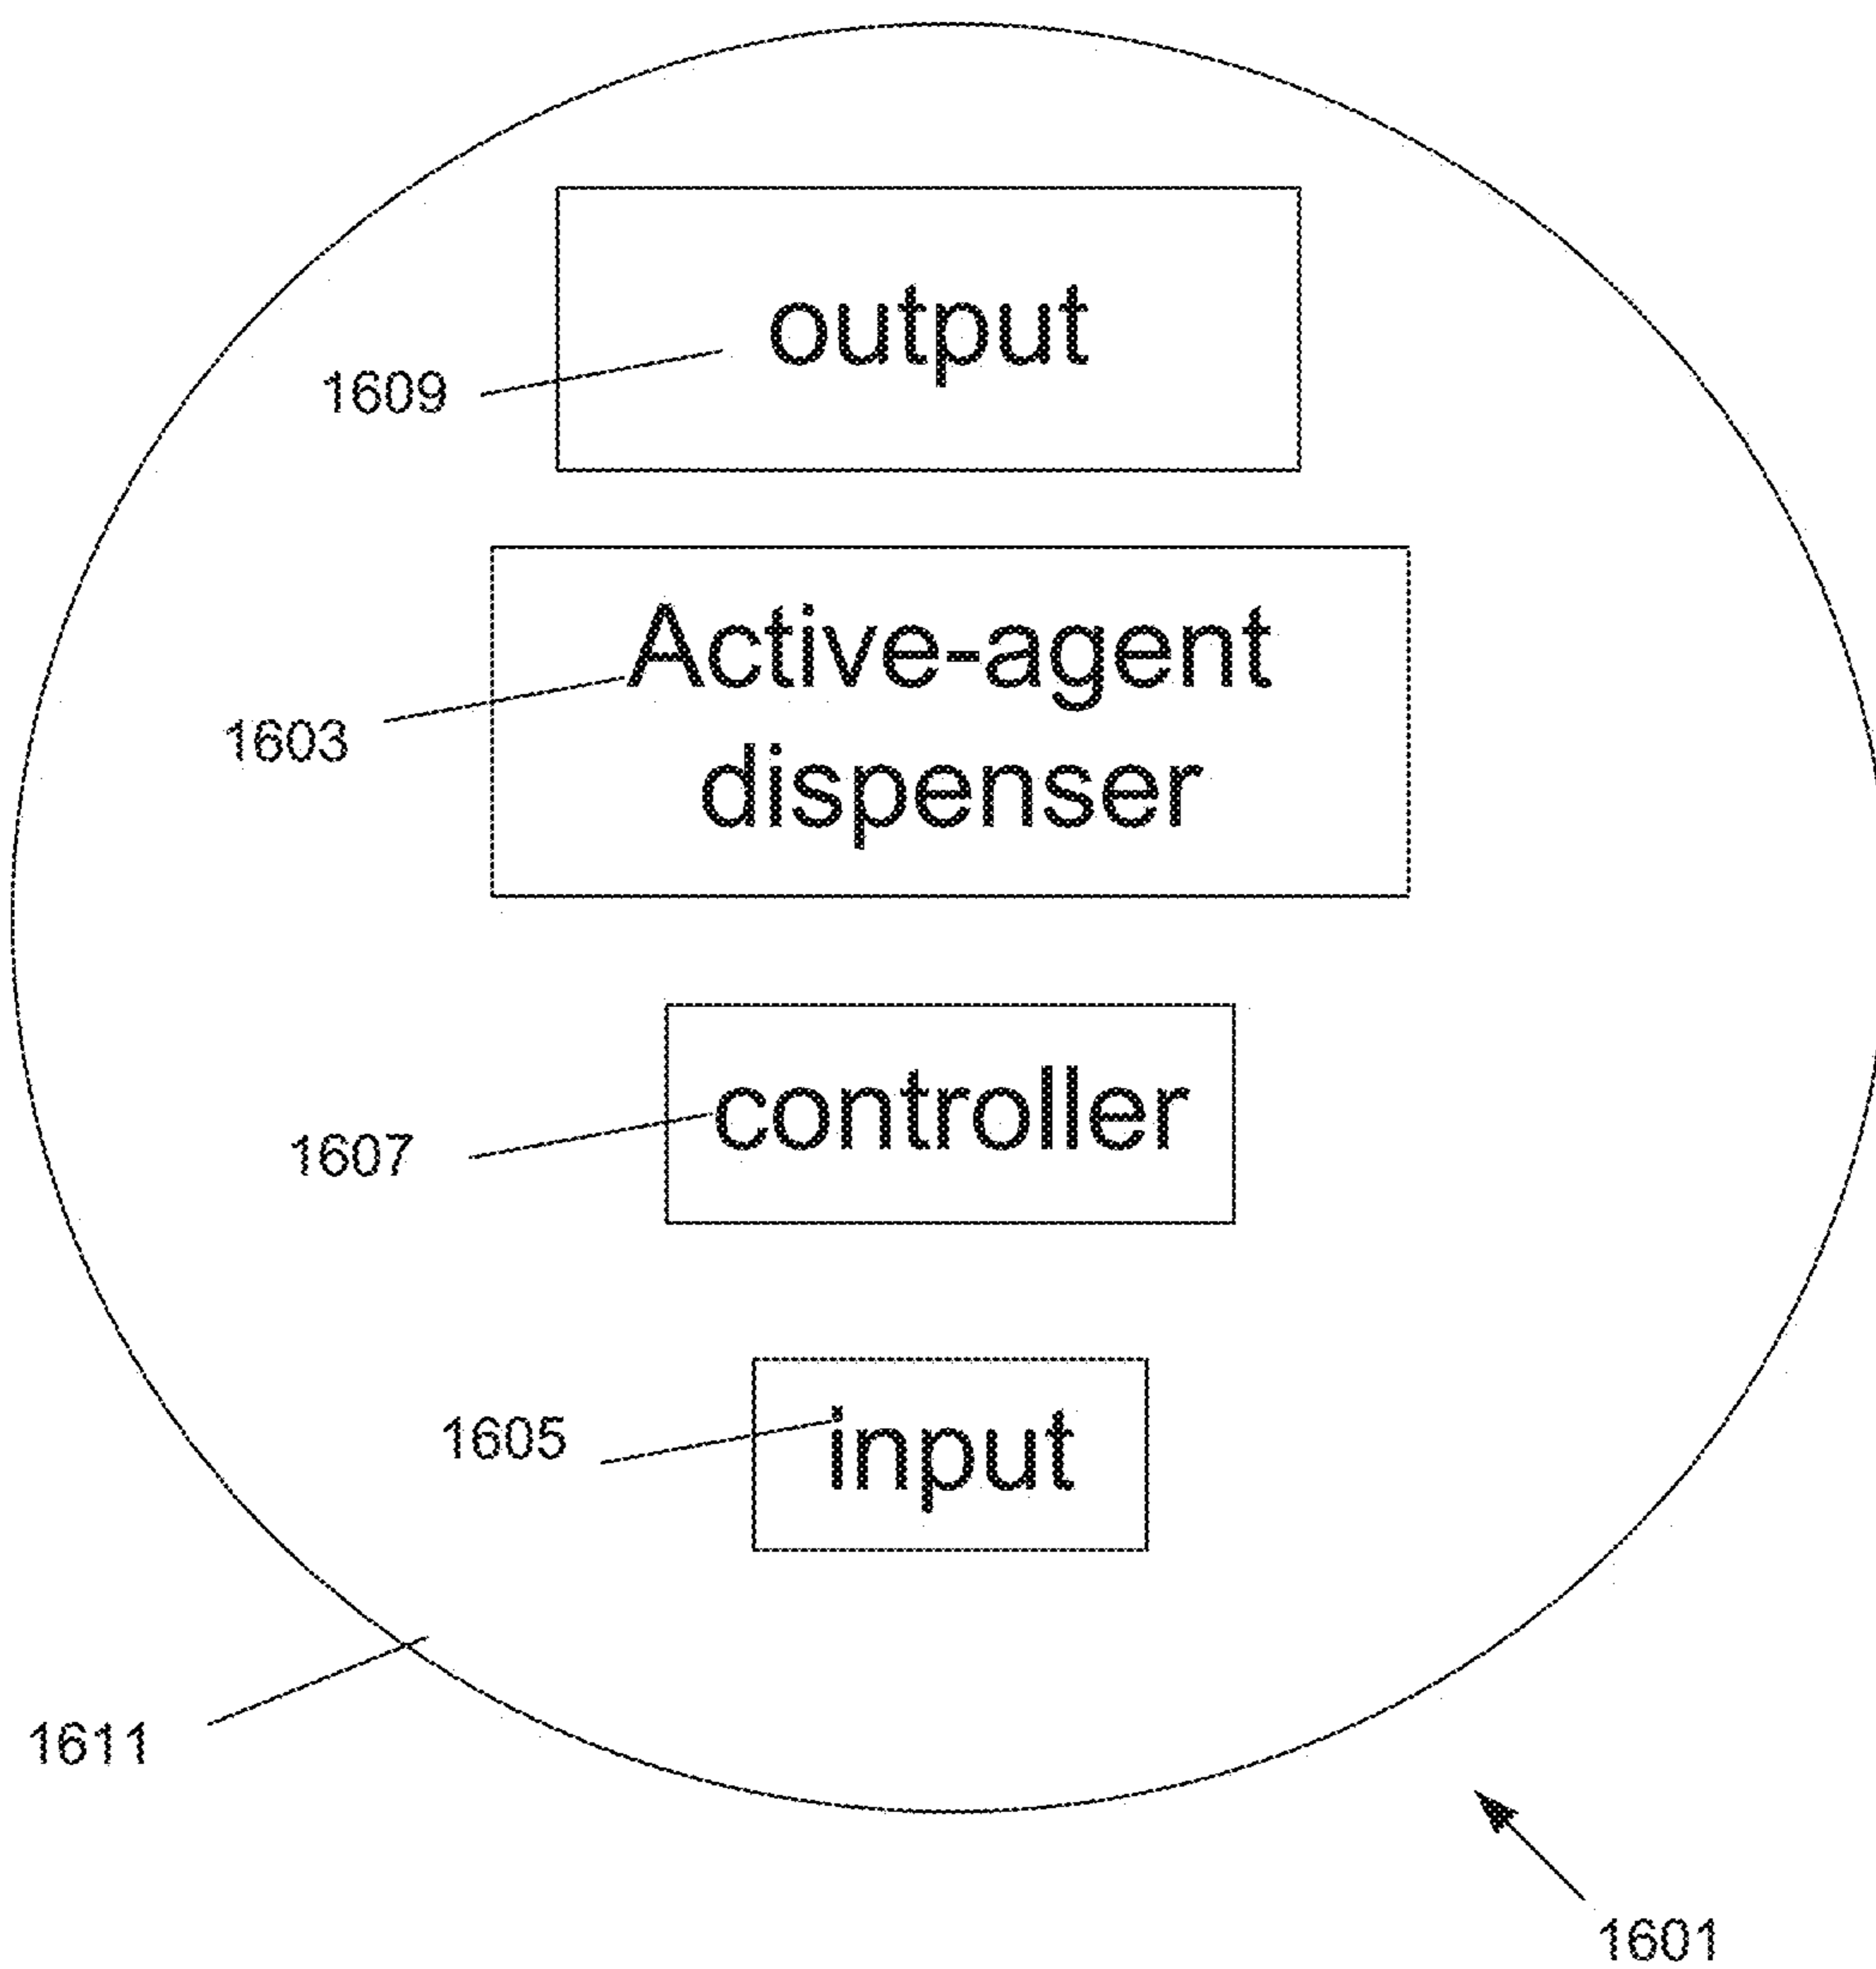 output
1609
Active-agent
1603
dispenser
controller
1607
1605
input
1611
1601